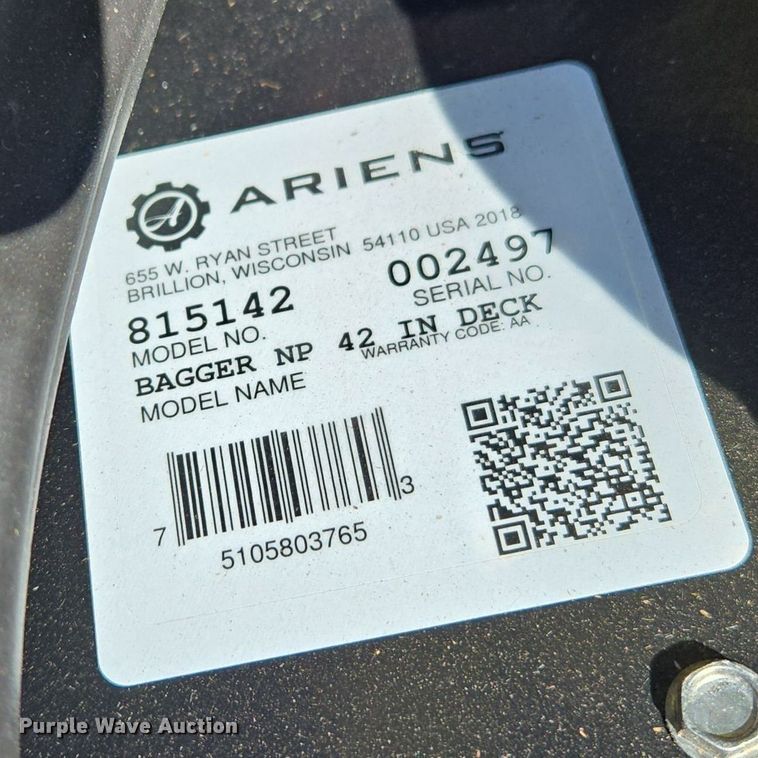 ARIENS
655 W. RYAN STREET
BRILLION, WISCONSIN 54110 USA 2018
815142 002497
MODEL NO. SERIAL NO.
BAGGER NP 42 IN DECK
WARRANTY CODE: AA
MODEL NAME
7 5105803765 3
Purple Wave Auction